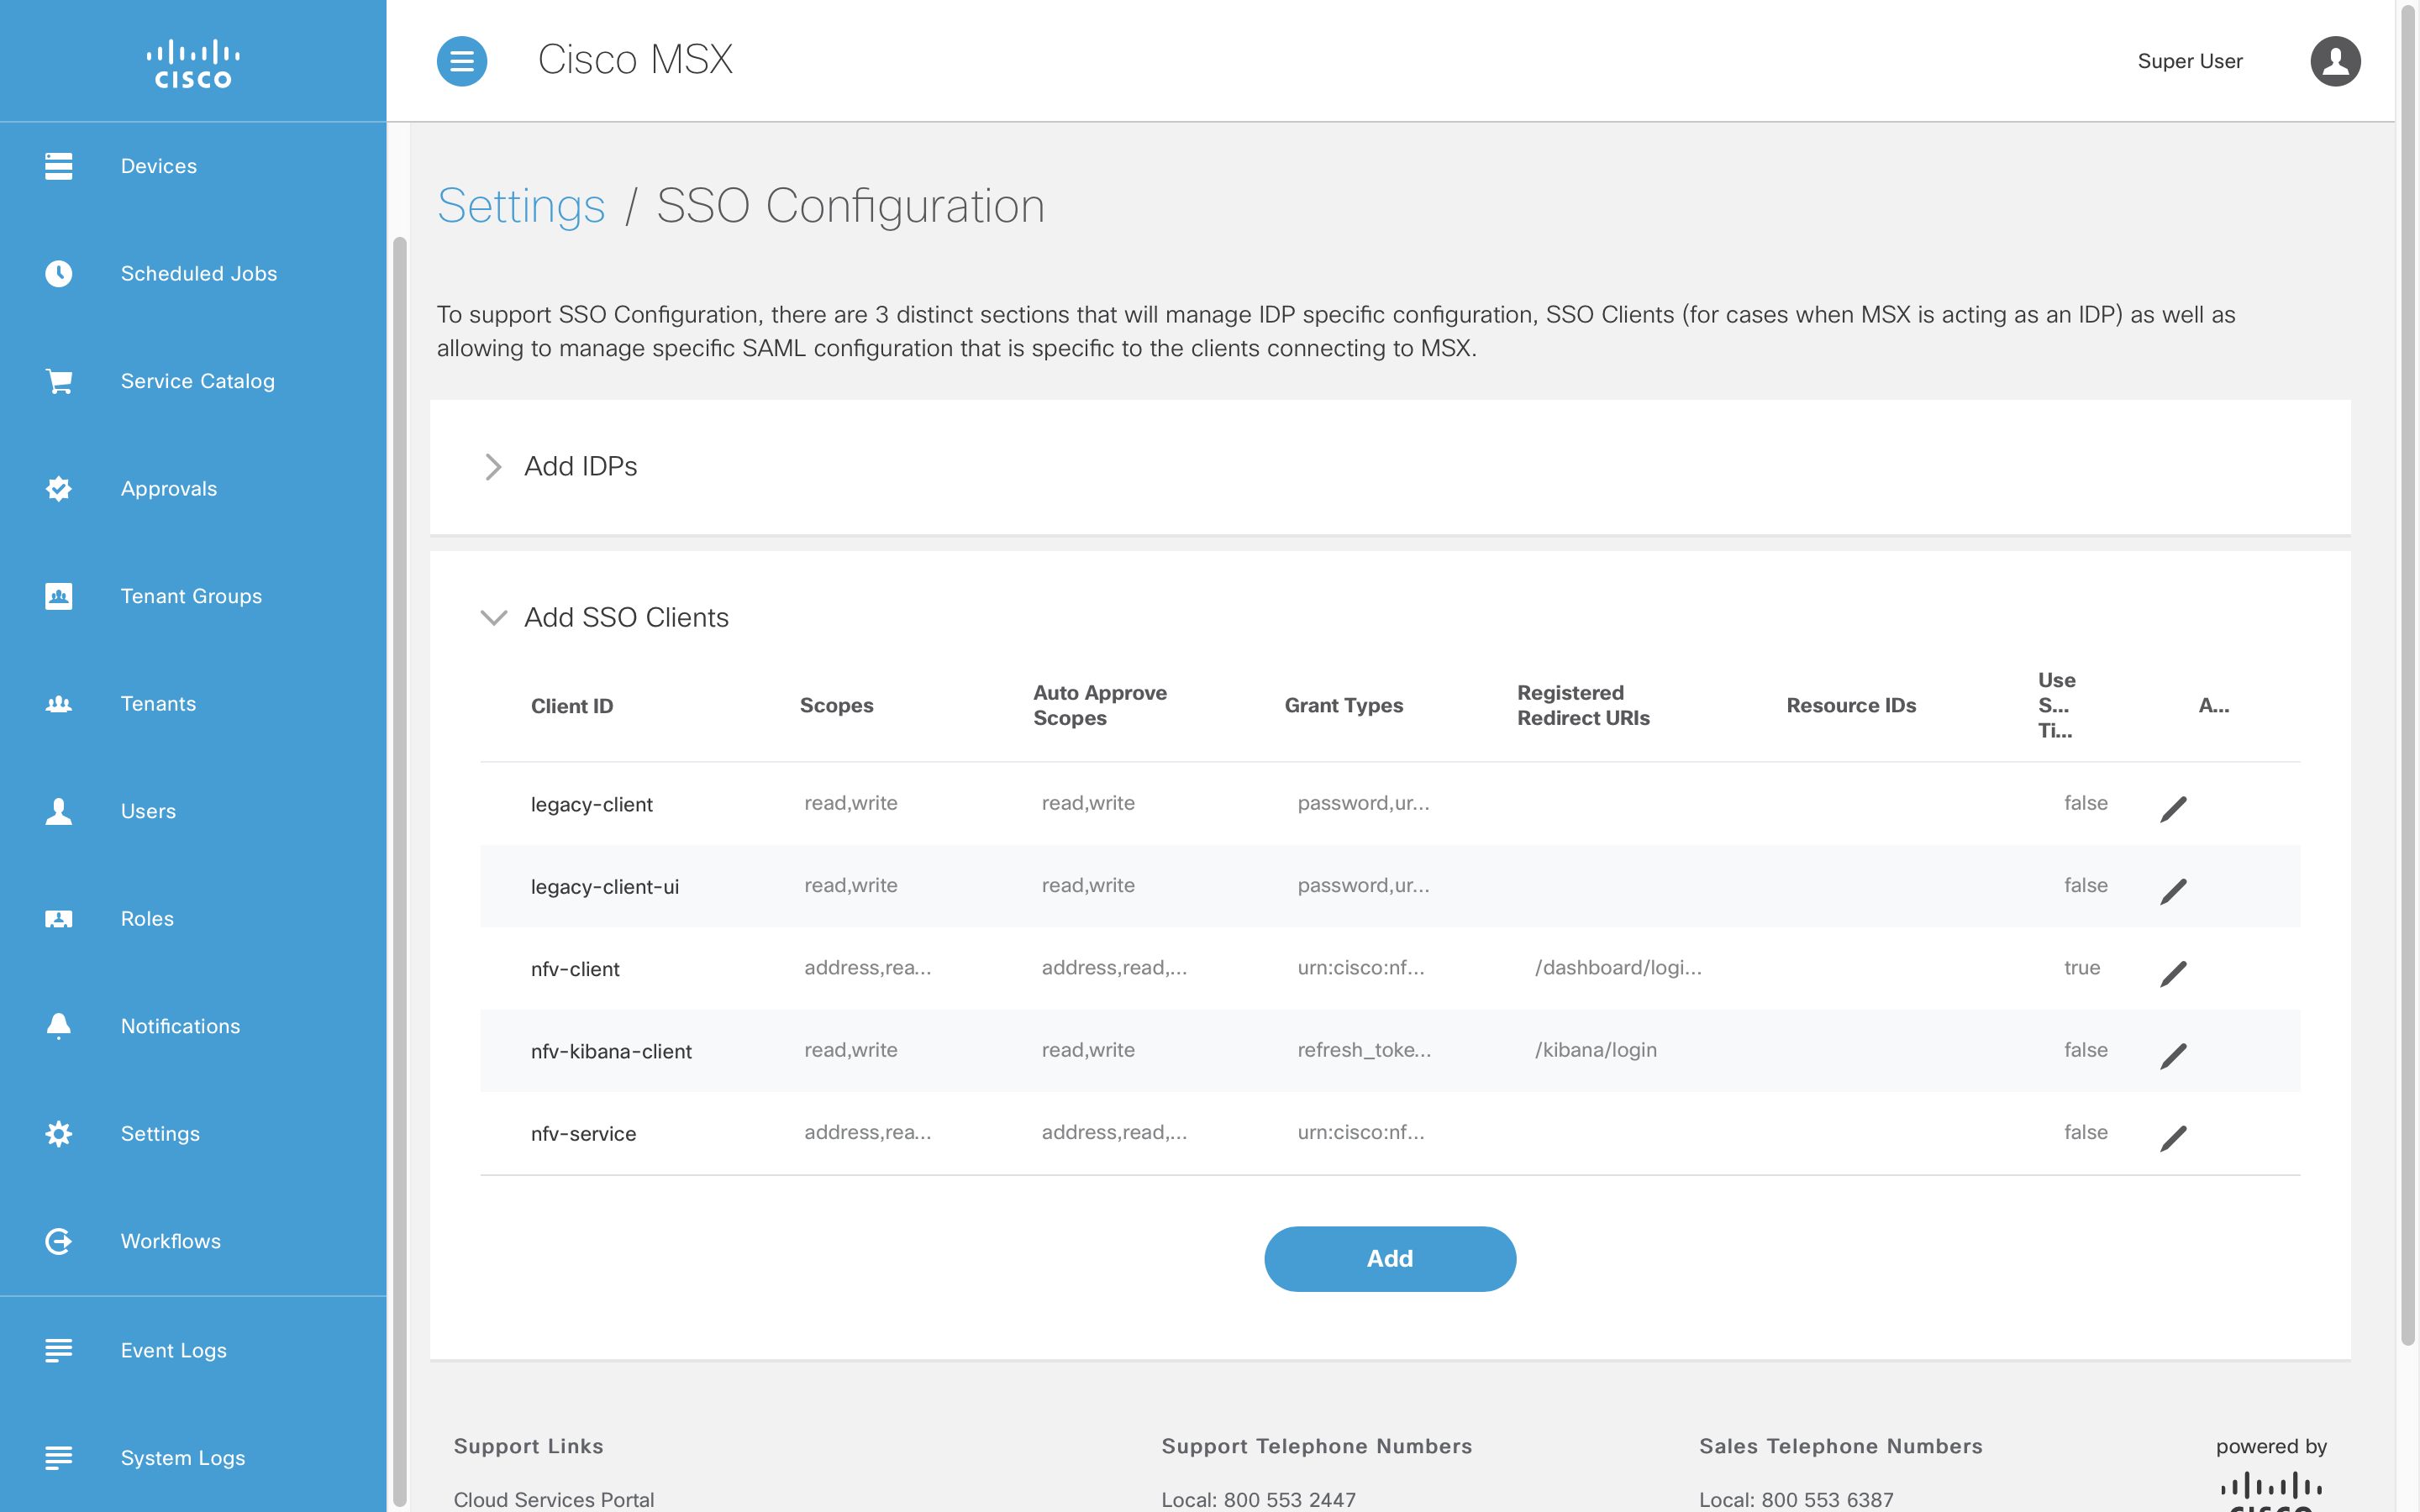 CISCO
Cisco MSX
Super User
Devices
Scheduled Jobs
Service Catalog
Approvals
Tenant Groups
Tenants
Users
Roles
Notifications
Settings
Workflows
Event Logs
System Logs
Settings / SSO Configuration
To support SSO Configuration, there are 3 distinct sections that will manage IDP specific configuration, SSO Clients (for cases when MSX is acting as an IDP) as well as
allowing to manage specific SAML configuration that is specific to the clients connecting to MSX.
Add IDPs
Add SSO Clients
Client ID
Scopes
Auto Approve
Scopes
Grant Types
Registered
Redirect URIs
Resource IDs
Use
S...
Ti...
A...
legacy-client read,write read,write password,ur... false
legacy-client-ui read,write read,write password,ur... false
nfv-client address,rea... address,read,... urn:cisco:nf... /dashboard/logi... true
nfv-kibana-client read,write read,write refresh_toke... /kibana/login false
nfv-service address,rea... address,read,... urn:cisco:nf... false
Add
Support Links
Cloud Services Portal
Support Telephone Numbers
Local: 800 553 2447
Sales Telephone Numbers
Local: 800 553 6387
powered by
CISCO